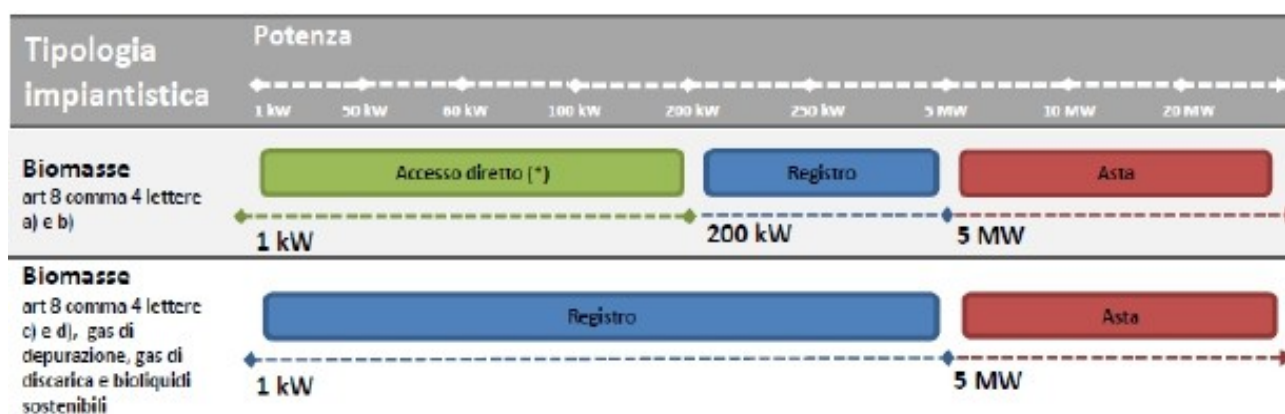 Tipologia
impiantistica
Potenza
1 kW 50 kW 60 kW 100 kW 200 kW 250 kW 5 MW 10 MW 20 MW
Biomasse
art 8 comma 4 lettere
a) e b)
Accesso diretto (*) Registro Asta
1 kW 200 kW 5 MW
Biomasse
art 8 comma 4 lettere
c) e d), gas di
depurazione, gas di
discarica e bioliquidi
sostenibili
Registro Asta
1 kW 5 MW